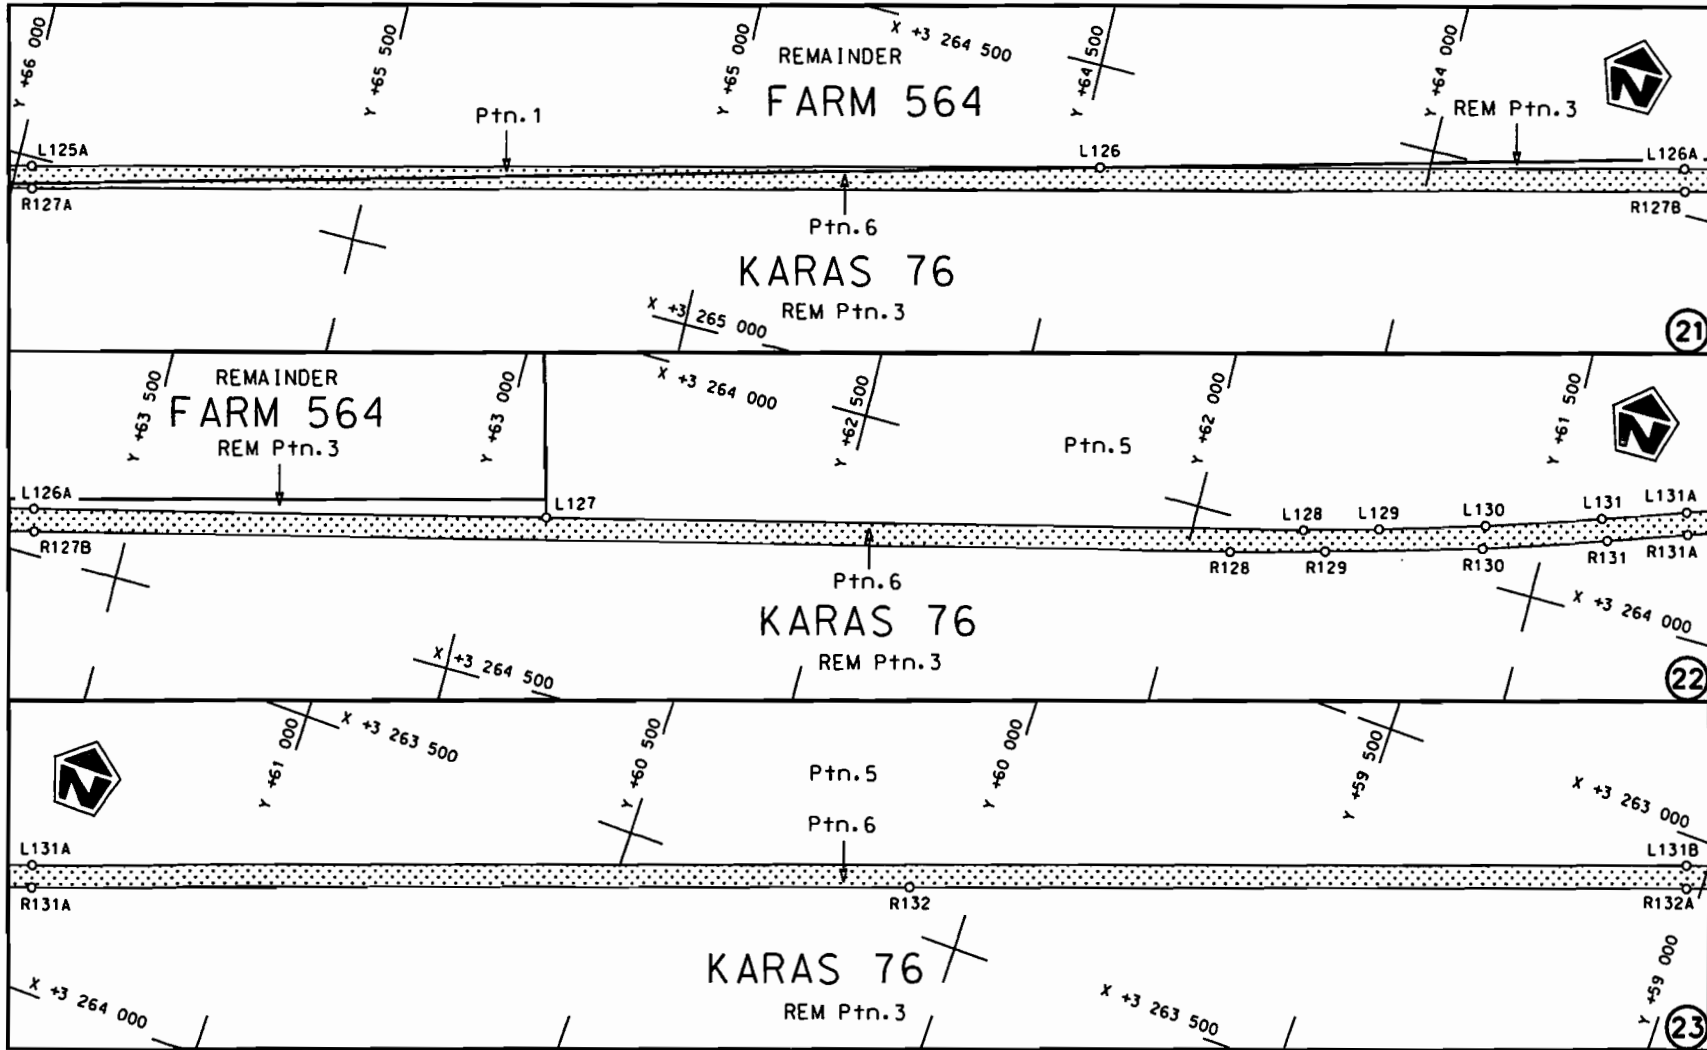 Y +66 000
Y +65 500
Y +65 000
X +3 264 500
Y +64 500
Y +64 000
REMAINDER
FARM 564
N
Ptn.1
REM Ptn.3
L125A
L126
L126A
R127A
R127B
Ptn.6
KARAS 76
REM Ptn.3
X +3 265 000
21
Y +63 500
Y +63 000
X +3 264 000
Y +62 500
Y +62 000
Y +61 500
REMAINDER
FARM 564
REM Ptn.3
Ptn.5
N
L126A
L127
L128
L129
L130
L131
L131A
R127B
R128
R129
R130
R131
R131A
Ptn.6
KARAS 76
REM Ptn.3
X +3 264 500
X +3 264 000
22
Y +61 000
X +3 263 500
Y +60 500
Y +60 000
Y +59 500
X +3 263 000
N
Ptn.5
Ptn.6
L131A
L131B
R131A
R132
R132A
KARAS 76
REM Ptn.3
X +3 264 000
X +3 263 500
Y +59 000
23